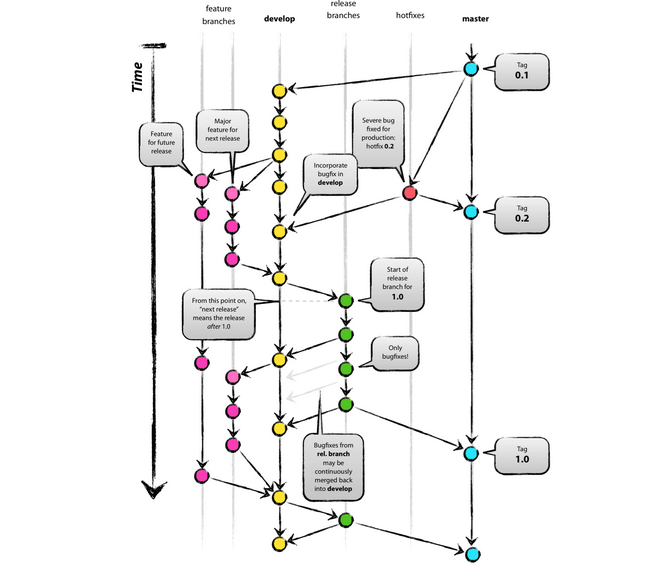 feature
branches
develop
release
branches
hotfixes
master
Time
Tag
0.1
Major
feature for
next release
Feature
for future
release
Severe bug
fixed for
production:
hotfix 0.2
Incorporate
bugfix in
develop
Tag
0.2
Start of
release
branch for
1.0
From this point on,
“next release”
means the release
after 1.0
Only
bugfixes!
Bugfixes from
rel. branch
may be
continuously
merged back
into develop
Tag
1.0